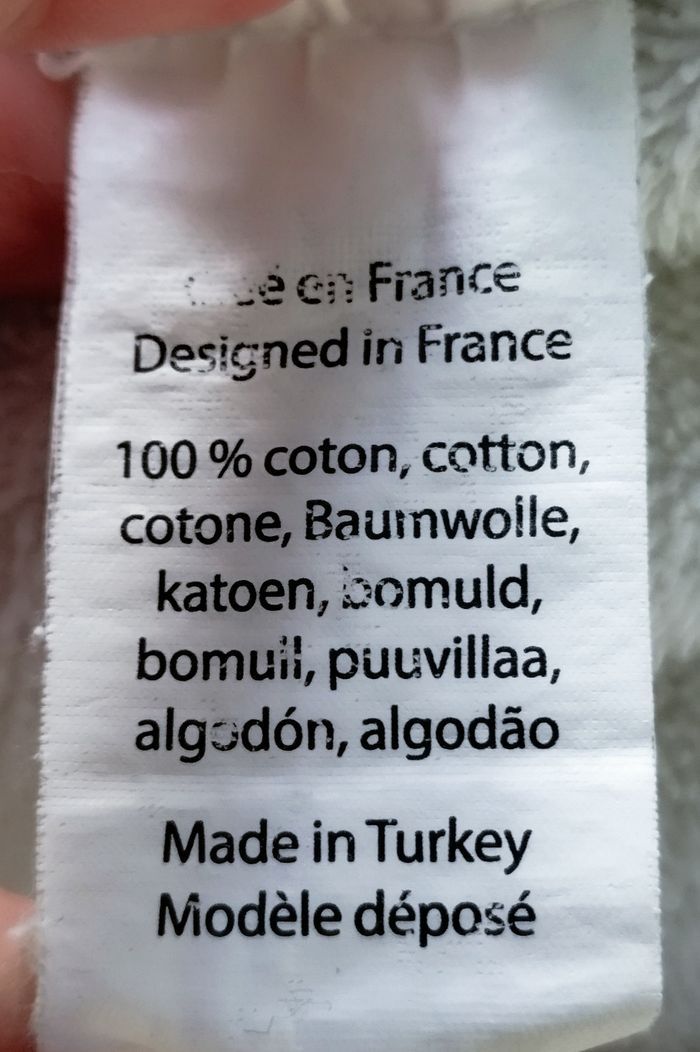 Créé en France
Designed in France
100 % coton, cotton,
cotone, Baumwolle,
katoen, bomuld,
bomull, puuvillaa,
algodón, algodão
Made in Turkey
Modèle déposé